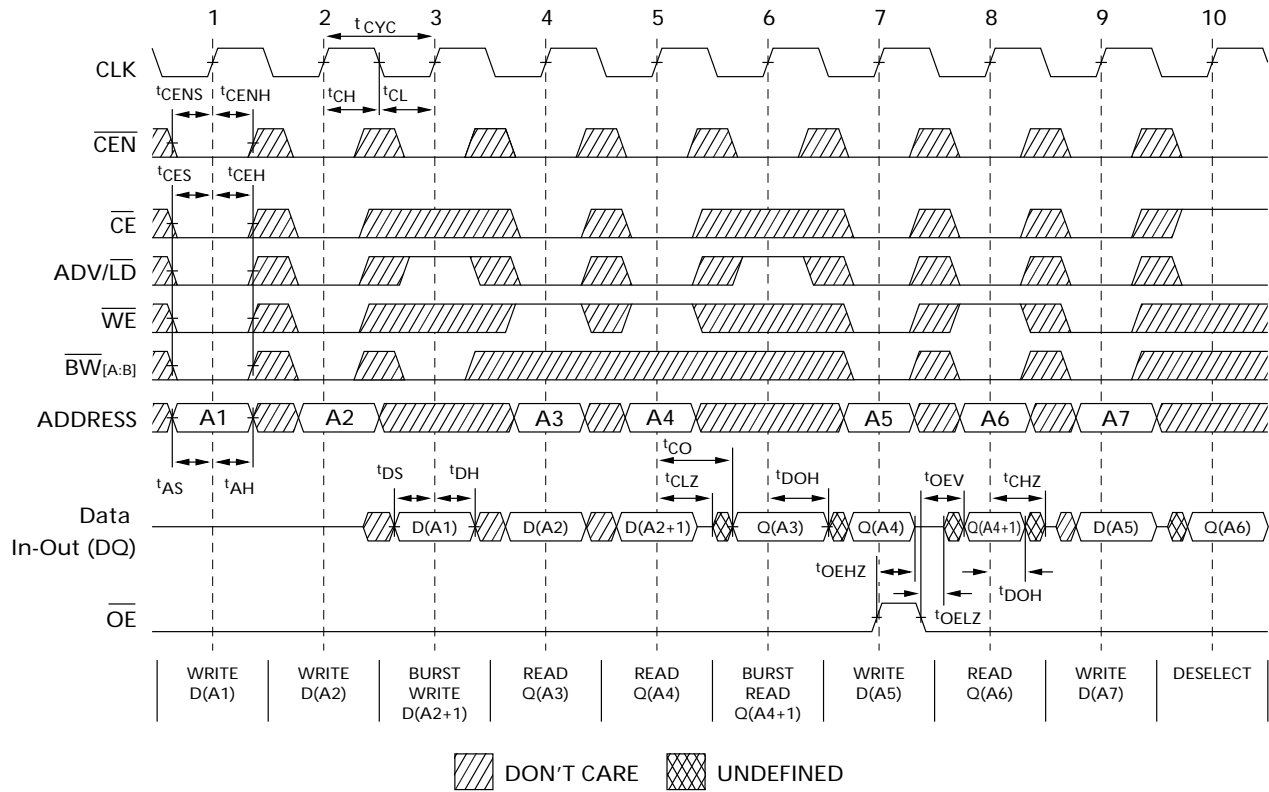 1 2 3 4 5 6 7 8 9 10
tCYC
CLK
tCENS tCENH tCH tCL
CEN
tCES tCEH
CE
ADV/LD
WE
BW[A:B]
ADDRESS A1 A2 A3 A4 A5 A6 A7
tAS tAH tDS tDH tCO tCLZ tDOH tOEV tCHZ
Data
In-Out (DQ)
D(A1) D(A2) D(A2+1) Q(A3) Q(A4) Q(A4+1) D(A5) Q(A6)
tOEHZ tDOH
tOELZ
OE
WRITE
D(A1)
WRITE
D(A2)
BURST
WRITE
D(A2+1)
READ
Q(A3)
READ
Q(A4)
BURST
READ
Q(A4+1)
WRITE
D(A5)
READ
Q(A6)
WRITE
D(A7)
DESELECT
DON'T CARE UNDEFINED